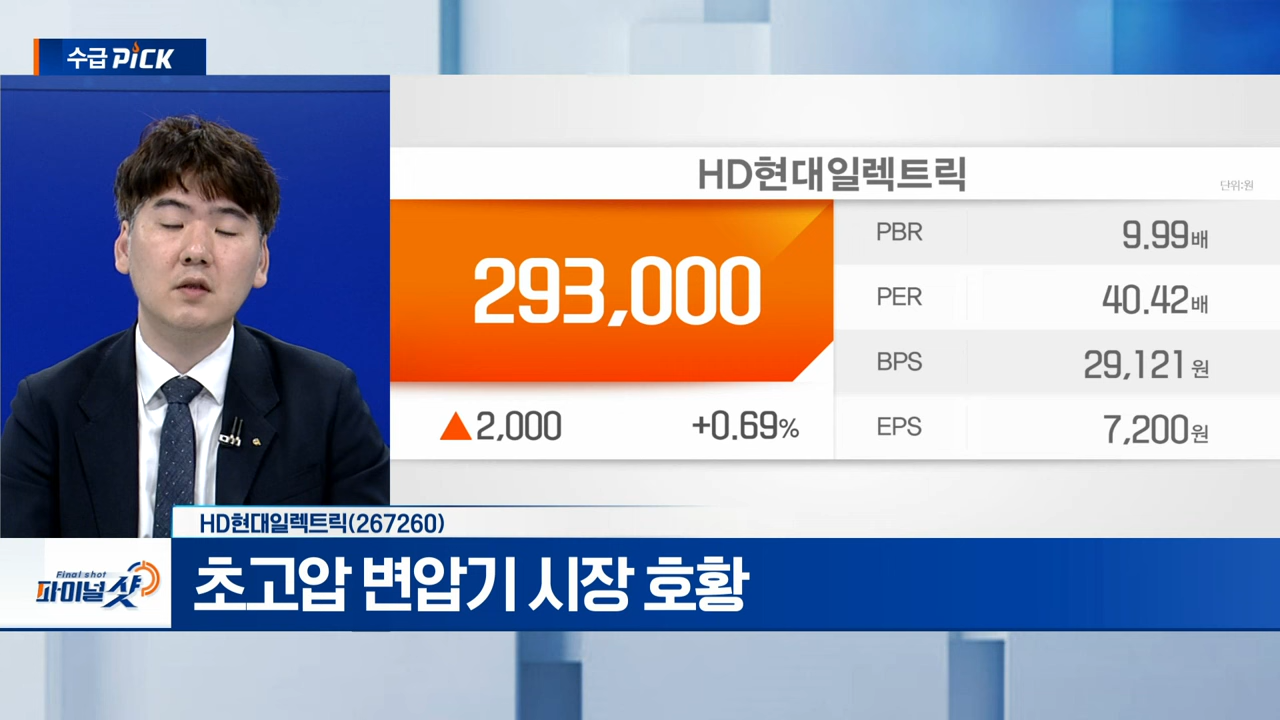 수급 PiCK
HD현대일렉트릭
단위:원
293,000
▲2,000 +0.69%
PBR 9.99배
PER 40.42배
BPS 29,121원
EPS 7,200원
HD현대일렉트릭(267260)
Final shot
파이널샷
초고압 변압기 시장 호황